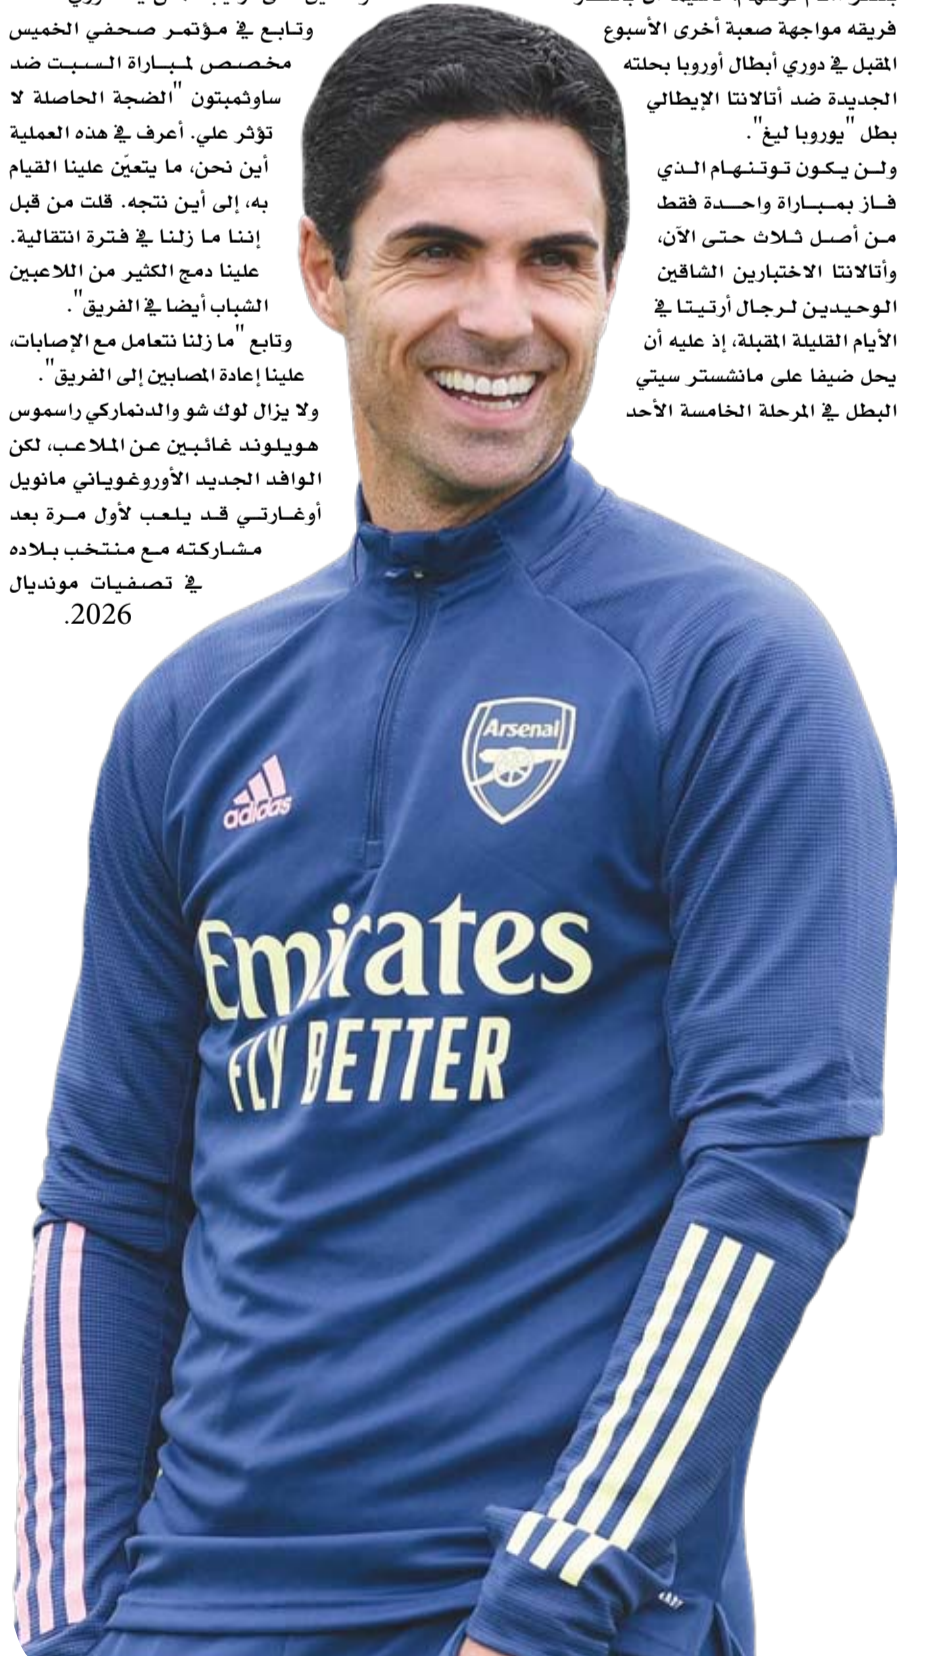 فريقه مواجهة صعبة أخرى الأسبوع
المقبل في دوري أبطال أوروبا بحلته
الجديدة ضد أتالانتا الإيطالي
بطل "يوروبا ليغ".
ولن يكون توتنهام الذي
فاز بمباراة واحدة فقط
من أصل ثلاث حتى الآن،
وأتالانتا الاختبارين الشاقين
الوحيدين لرجال أرتيتا في
الأيام القليلة المقبلة، إذ عليه أن
يحل ضيفا على مانشستر سيتي
البطل في المرحلة الخامسة الأحد
وتابع في مؤتمر صحفي الخميس
مخصص لمباراة السبت ضد
ساوثمبتون "الضجة الحاصلة لا
تؤثر علي. أعرف في هذه العملية
أين نحن، ما يتعيّن علينا القيام
به، إلى أين نتجه. قلت من قبل
إننا ما زلنا في فترة انتقالية.
علينا دمج الكثير من اللاعبين
الشباب أيضا في الفريق".
وتابع "ما زلنا نتعامل مع الإصابات،
علينا إعادة المصابين إلى الفريق".
ولا يزال لوك شو والدنماركي راسموس
هويلوند غائبين عن الملاعب، لكن
الوافد الجديد الأوروغوياني مانويل
أوغارتي قد يلعب لأول مرة بعد
مشاركته مع منتخب بلاده
في تصفيات مونديال
2026.
Arsenal
adidas
Emirates
FLY BETTER